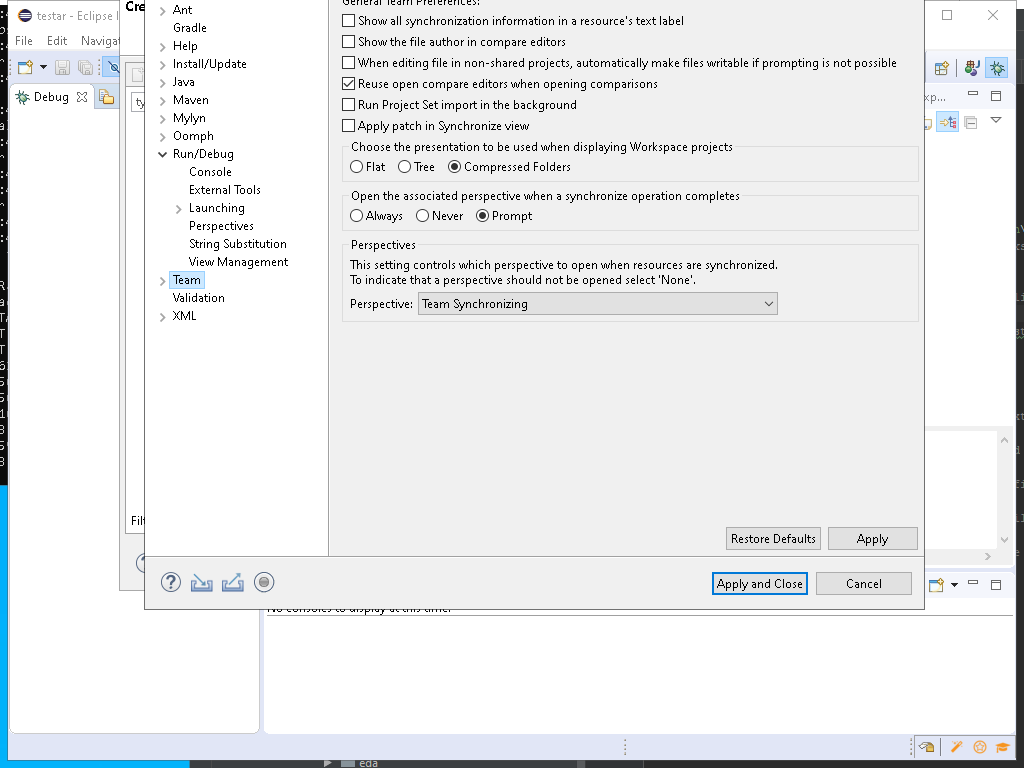 testar - Eclipse I
File Edit Navigat
Debug
Cre
ty
Filt
Ant
Gradle
Help
Install/Update
Java
Maven
Mylyn
Oomph
Run/Debug
Console
External Tools
Launching
Perspectives
String Substitution
View Management
Team
Validation
XML
General Team Preferences:
Show all synchronization information in a resource's text label
Show the file author in compare editors
When editing file in non-shared projects, automatically make files writable if prompting is not possible
Reuse open compare editors when opening comparisons
Run Project Set import in the background
Apply patch in Synchronize view
Choose the presentation to be used when displaying Workspace projects
Flat Tree Compressed Folders
Open the associated perspective when a synchronize operation completes
Always Never Prompt
Perspectives
This setting controls which perspective to open when resources are synchronized.
To indicate that a perspective should not be opened select 'None'.
Perspective: Team Synchronizing
Restore Defaults Apply
Apply and Close Cancel
xp...
No consoles to display at this time.
eda